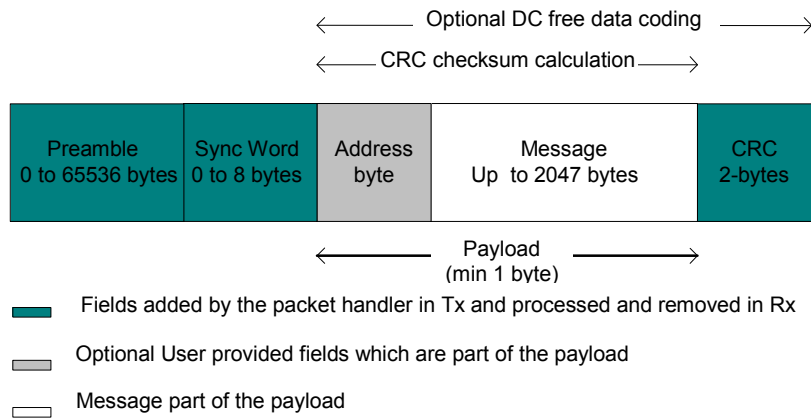 Optional DC free data coding
CRC checksum calculation
Preamble
0 to 65536 bytes
Sync Word
0 to 8 bytes
Address
byte
Message
Up to 2047 bytes
CRC
2-bytes
Payload
(min 1 byte)
Fields added by the packet handler in Tx and processed and removed in Rx
Optional User provided fields which are part of the payload
Message part of the payload